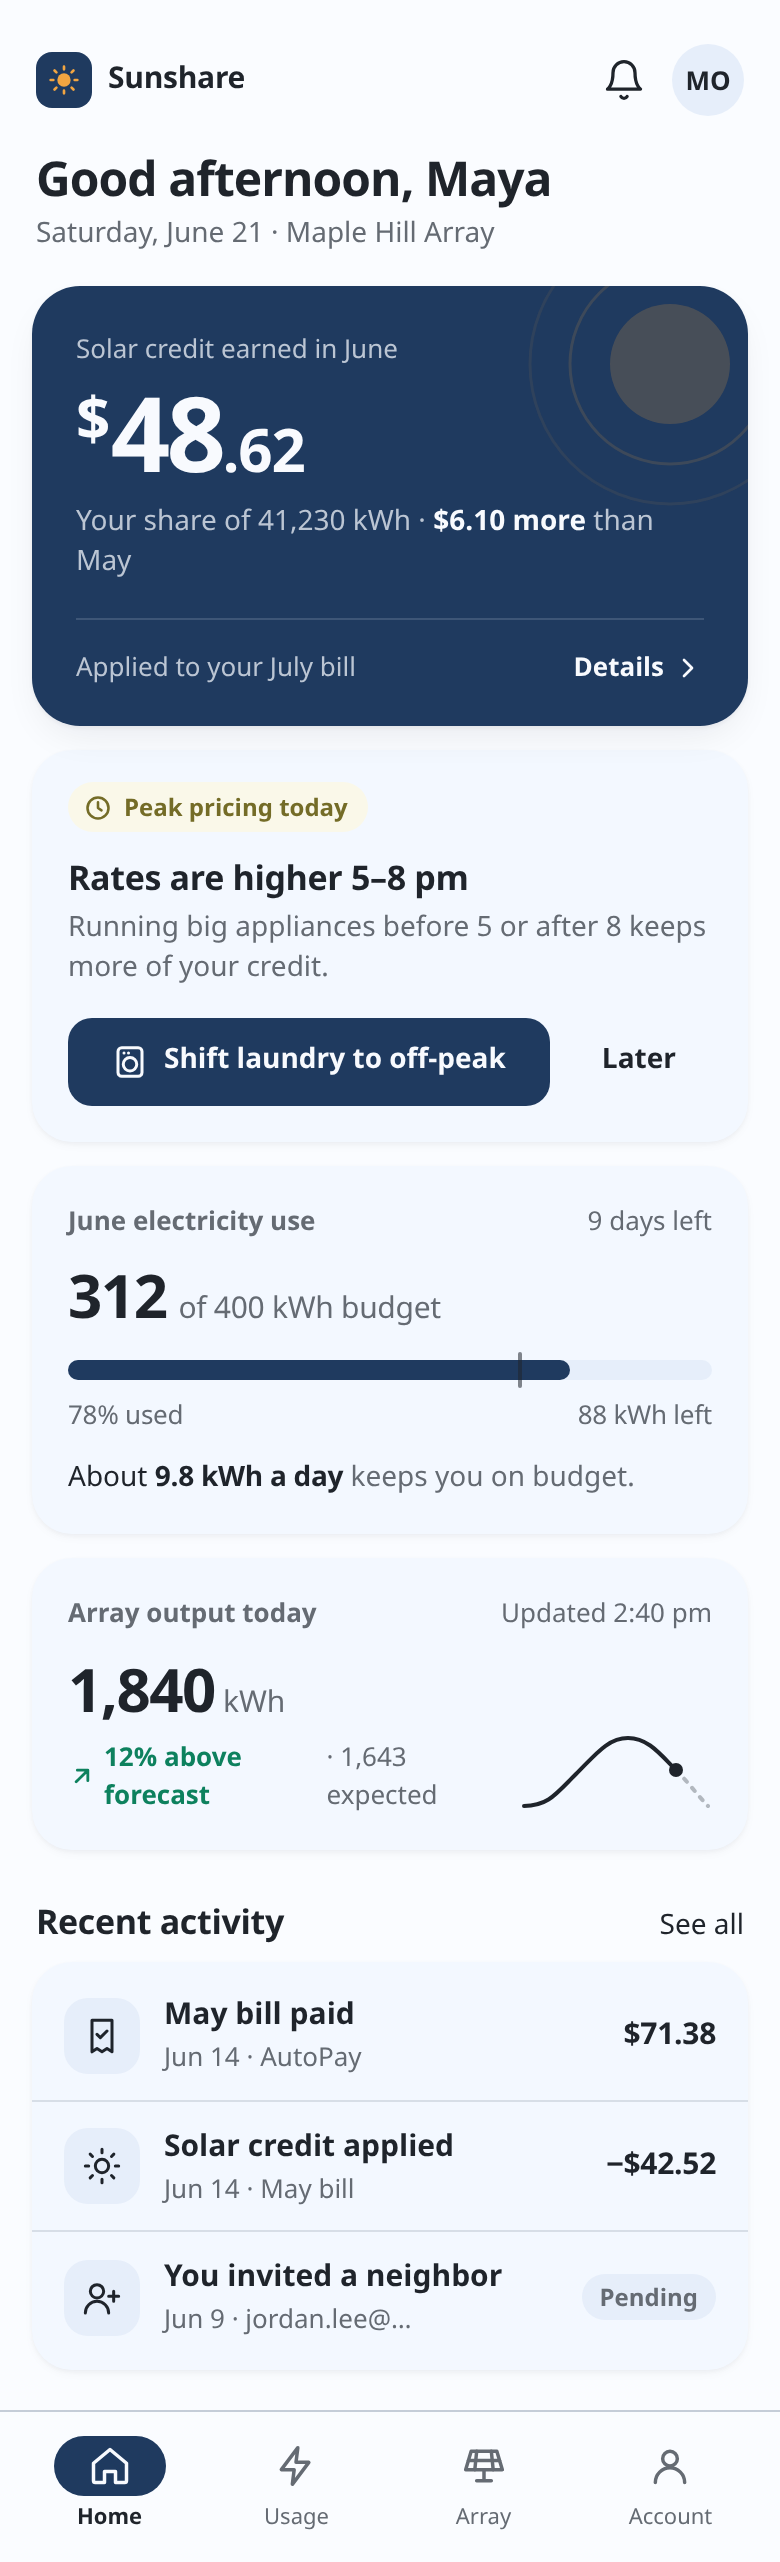 Sunshare
MO
Good afternoon, Maya
Saturday, June 21 · Maple Hill Array
Solar credit earned in June
$48.62
Your share of 41,230 kWh · $6.10 more than
May
Applied to your July bill
Details
Peak pricing today
Rates are higher 5–8 pm
Running big appliances before 5 or after 8 keeps
more of your credit.
Shift laundry to off-peak
Later
June electricity use
9 days left
312 of 400 kWh budget
78% used
88 kWh left
About 9.8 kWh a day keeps you on budget.
Array output today
Updated 2:40 pm
1,840 kWh
12% above
forecast
· 1,643
expected
Recent activity
See all
May bill paid
Jun 14 · AutoPay
$71.38
Solar credit applied
Jun 14 · May bill
−$42.52
You invited a neighbor
Jun 9 · jordan.lee@...
Pending
Home
Usage
Array
Account